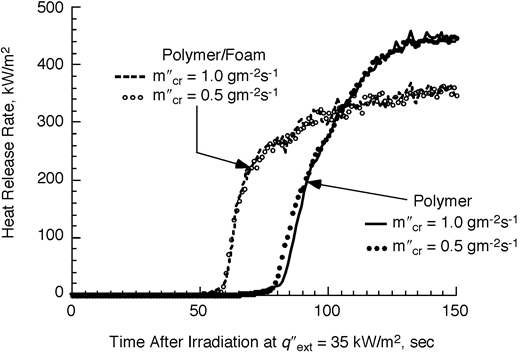 500
400
300
200
100
0
Heat Release Rate, kW/m²
Polymer/Foam
m″cr = 1.0 gm-2s-1
m″cr = 0.5 gm-2s-1
Polymer
m″cr = 1.0 gm-2s-1
m″cr = 0.5 gm-2s-1
0
50
100
150
Time After Irradiation at q″ext = 35 kW/m², sec